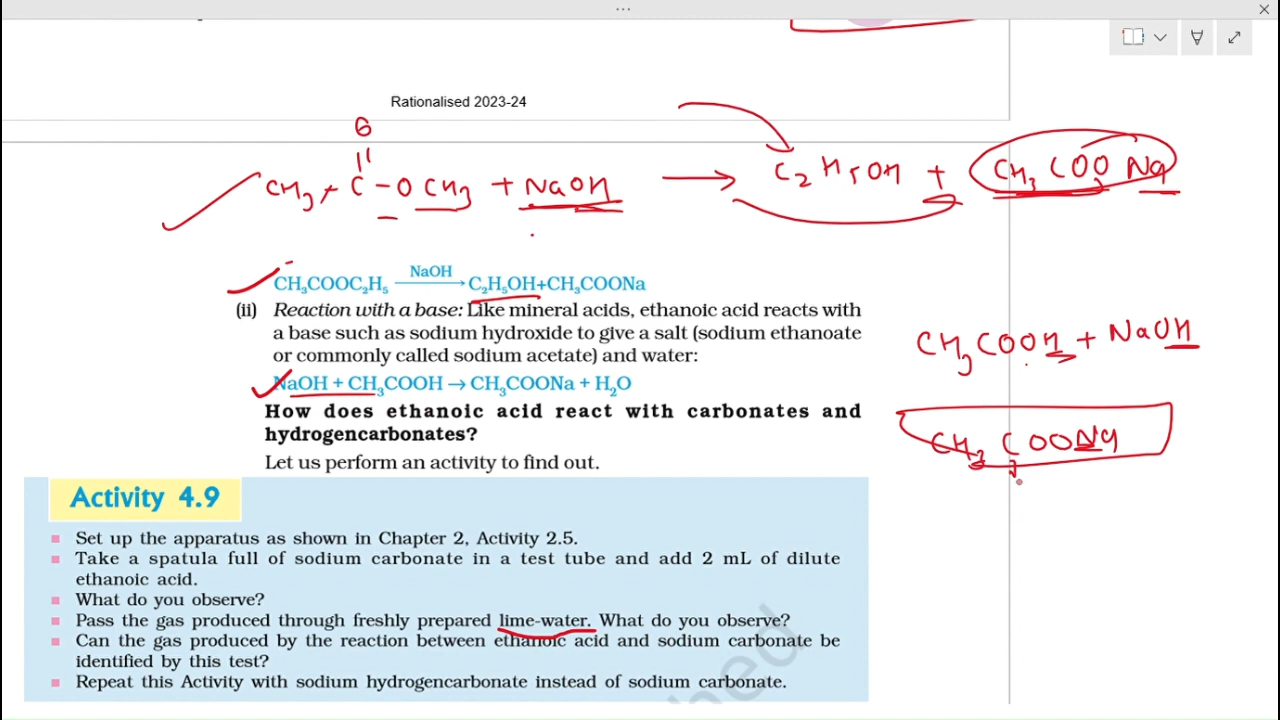 Rationalised 2023-24
O
CH₃ - C - O CH₃ + NaOH → C₂H₅OH + CH₃COONa
CH₃COOC₂H₅ NaOH → C₂H₅OH+CH₃COONa
(ii) Reaction with a base: Like mineral acids, ethanoic acid reacts with
a base such as sodium hydroxide to give a salt (sodium ethanoate
or commonly called sodium acetate) and water:
NaOH + CH₃COOH → CH₃COONa + H₂O
CH₃COOH + NaOH
CH₃COONa
How does ethanoic acid react with carbonates and
hydrogencarbonates?
Let us perform an activity to find out.
Activity 4.9
Set up the apparatus as shown in Chapter 2, Activity 2.5.
Take a spatula full of sodium carbonate in a test tube and add 2 mL of dilute
ethanoic acid.
What do you observe?
Pass the gas produced through freshly prepared lime-water. What do you observe?
Can the gas produced by the reaction between ethanoic acid and sodium carbonate be
identified by this test?
Repeat this Activity with sodium hydrogencarbonate instead of sodium carbonate.